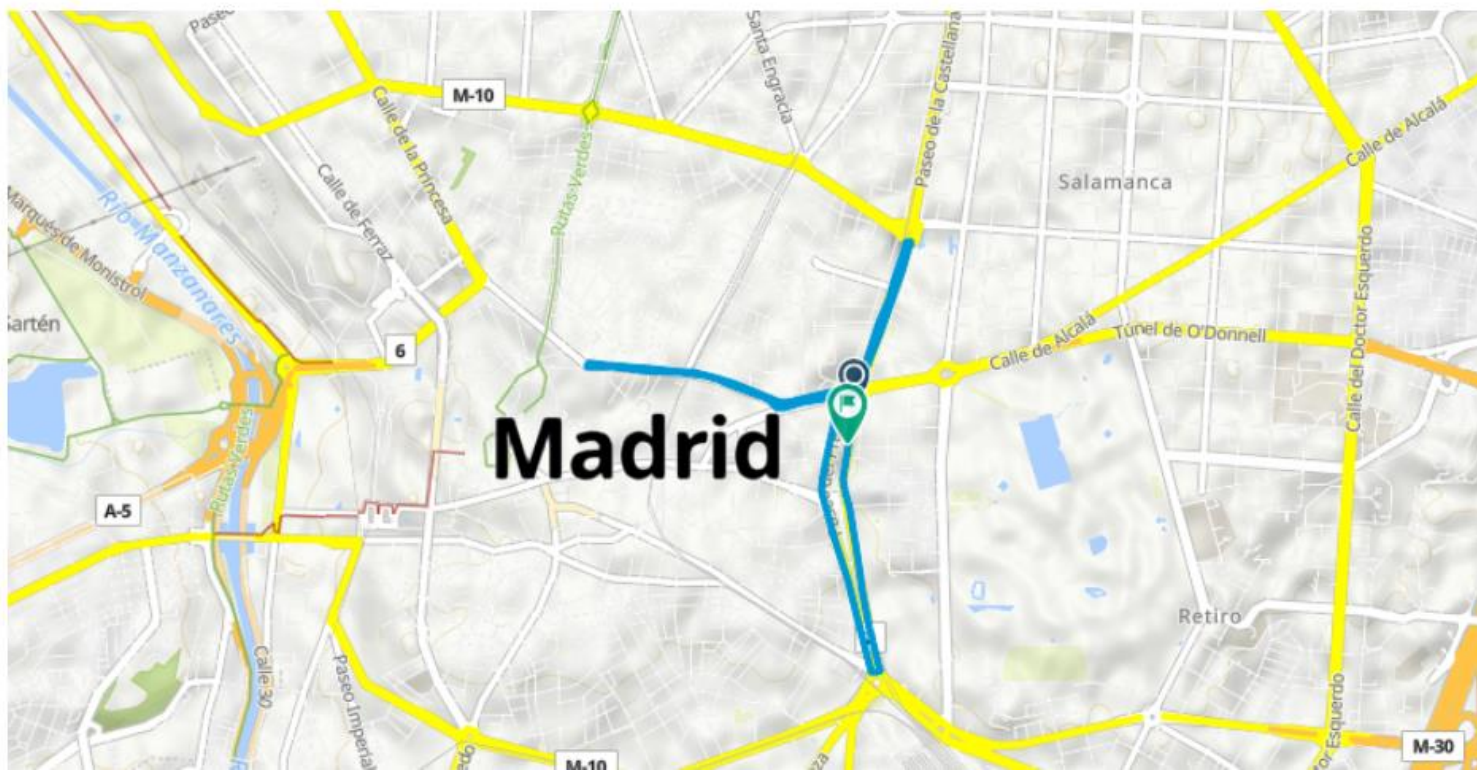 Paseo
Santa Engracia
Paseo de la Castellana
M-10
Calle de la Princesa
Rutas Verdes
Calle de Alcalá
Salamanca
Calle de Ferraz
Río Manzanares
Marqués de Monistrol
Sartén
6
Calle de Alcalá
Túnel de O'Donnell
Calle del Doctor Esquerdo
Madrid
Rutas Verdes
A-5
Retiro
Calle 30
Paseo Imperial
M-10
Esquerdo
M-30